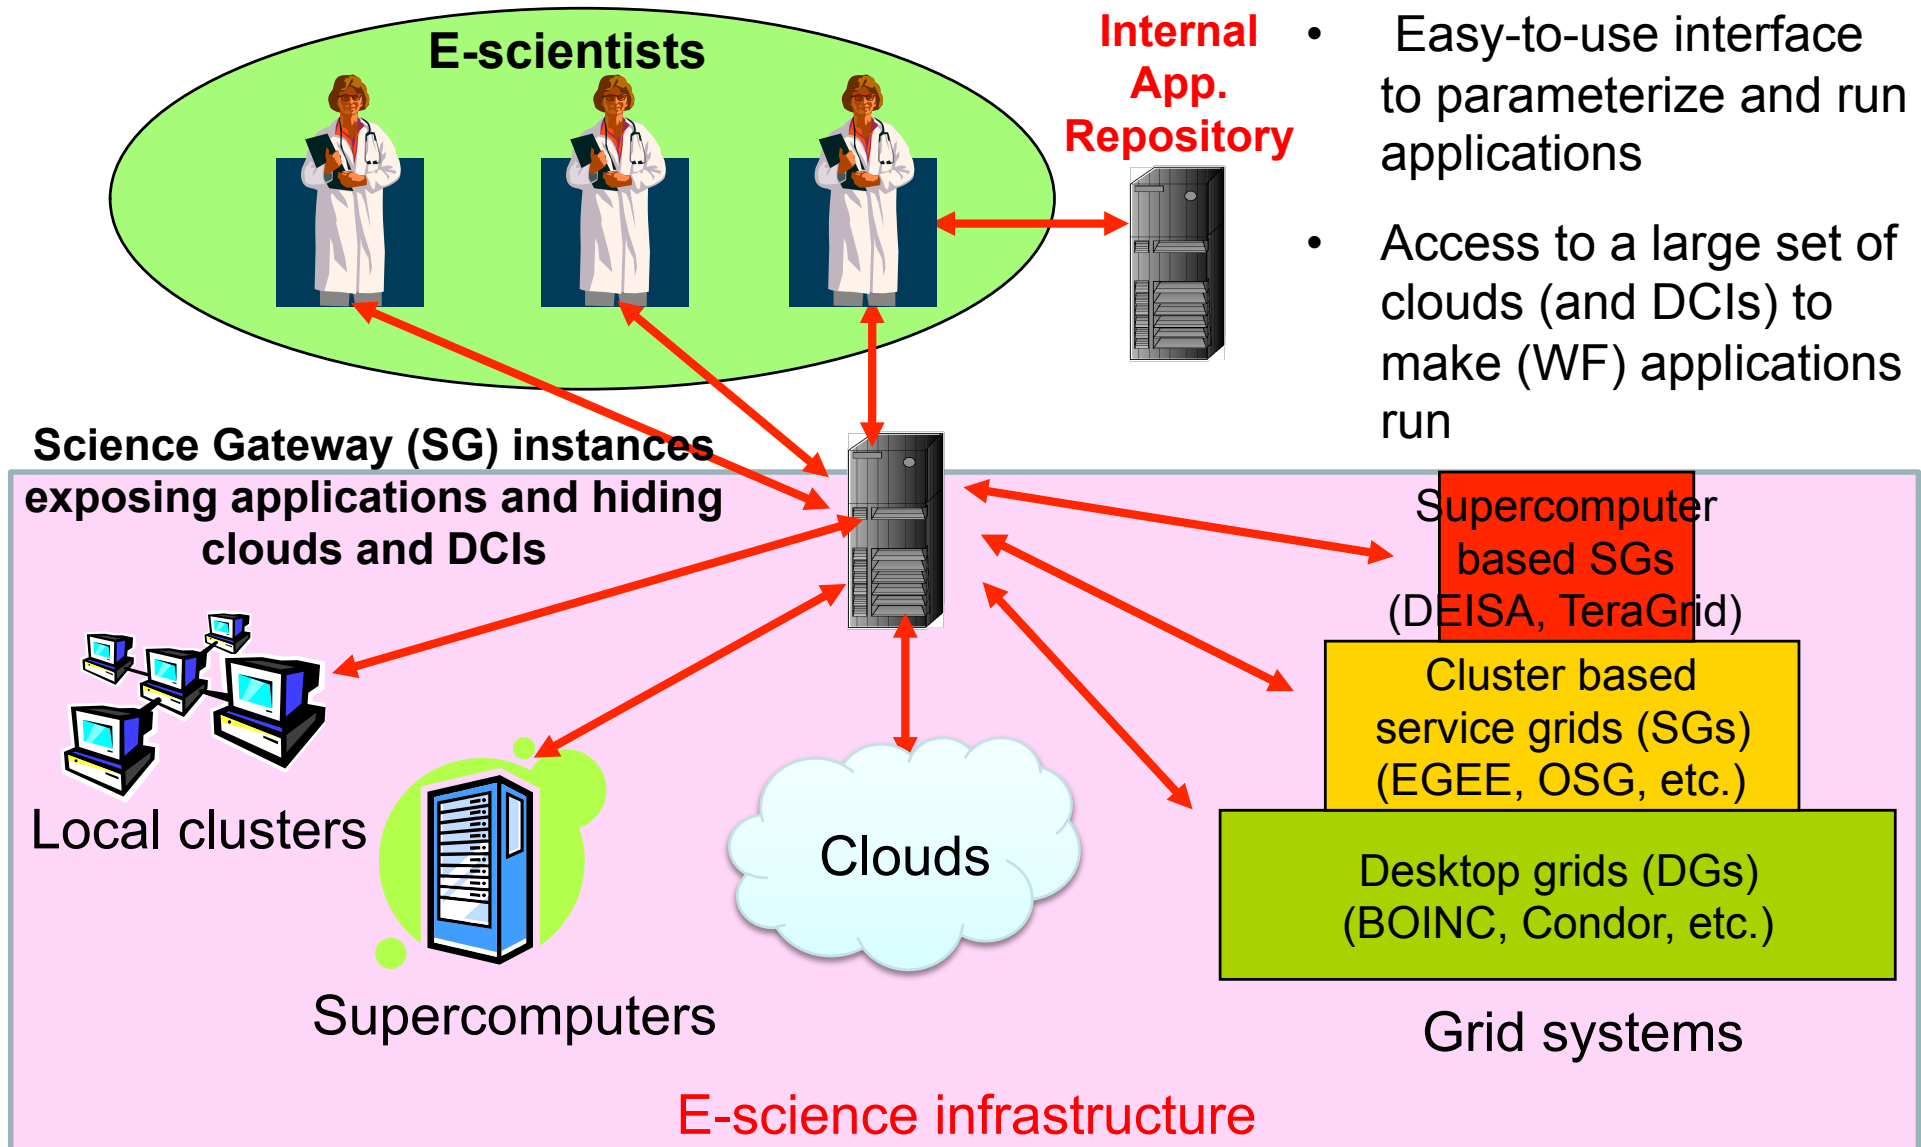 E-scientists
Internal
App.
Repository
• Easy-to-use interface
to parameterize and run
applications
• Access to a large set of
clouds (and DCIs) to
make (WF) applications
run
Science Gateway (SG) instances
exposing applications and hiding
clouds and DCIs
Supercomputer
based SGs
(DEISA, TeraGrid)
Cluster based
service grids (SGs)
(EGEE, OSG, etc.)
Desktop grids (DGs)
(BOINC, Condor, etc.)
Local clusters
Clouds
Supercomputers
Grid systems
E-science infrastructure